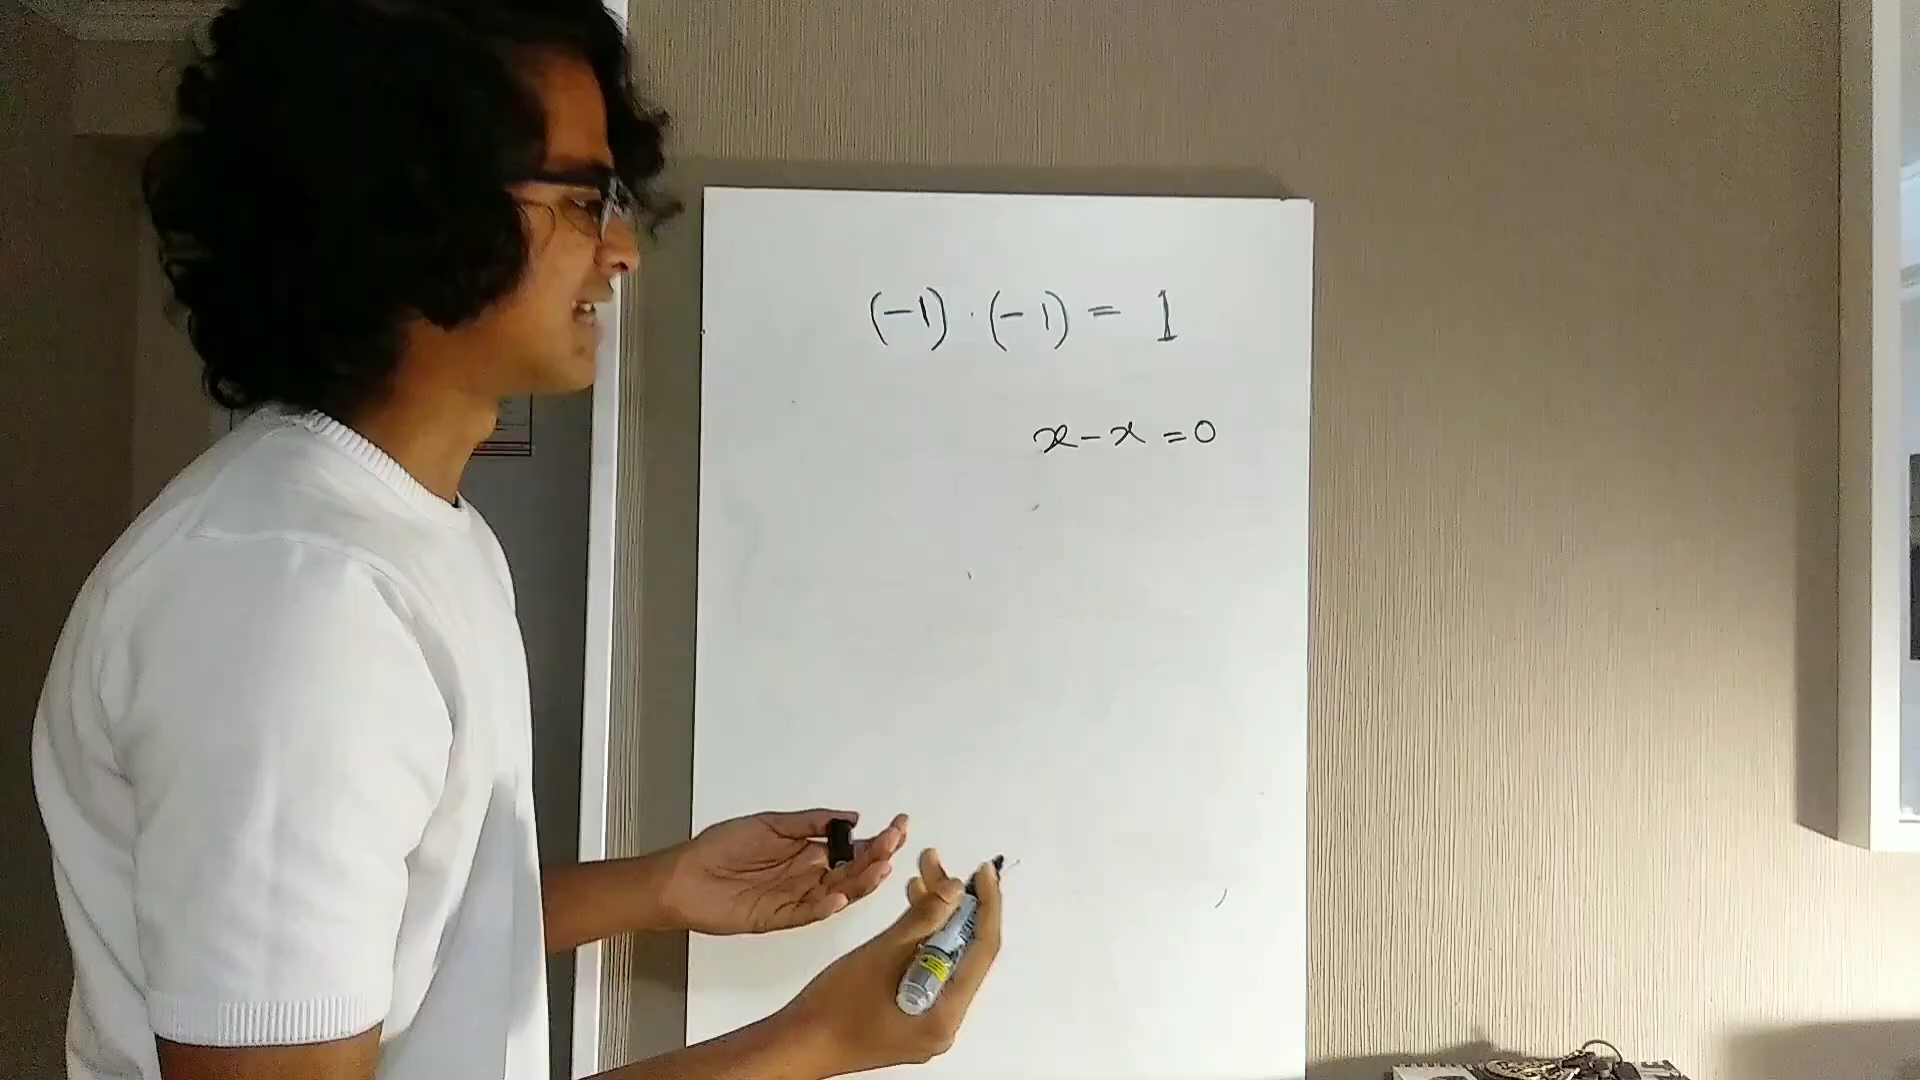 (-1) · (-1) = 1
x - x = 0